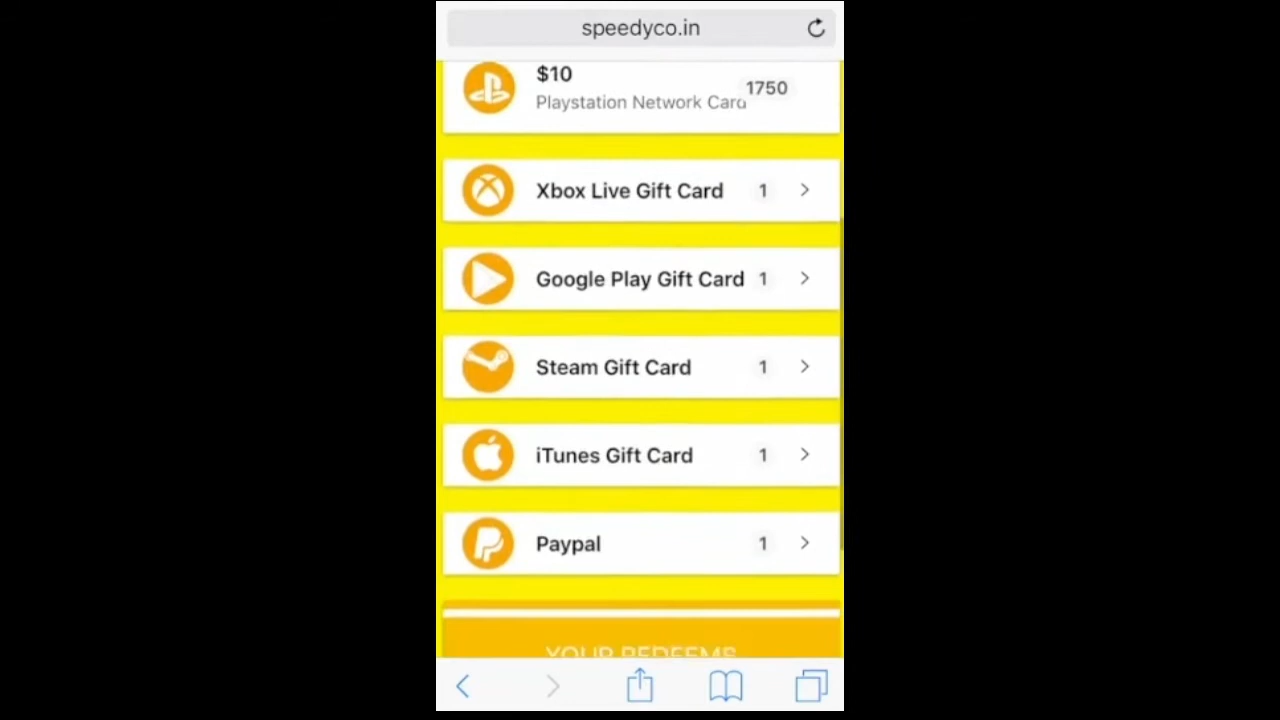 speedyco.in
$10
1750
Playstation Network Card
Xbox Live Gift Card 1
Google Play Gift Card 1
Steam Gift Card 1
iTunes Gift Card 1
Paypal 1
YOUR REDEEMS